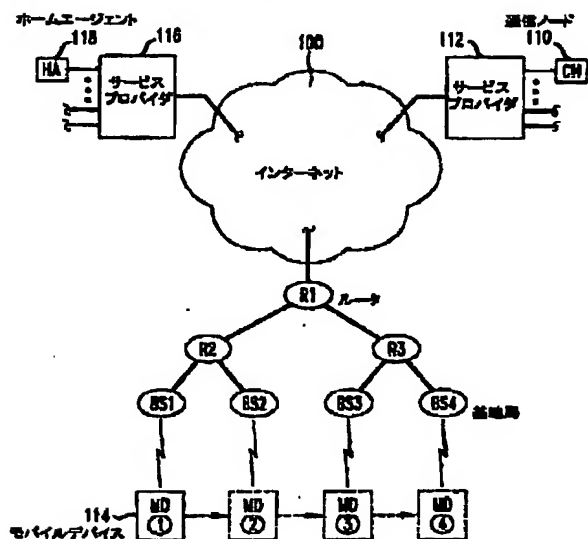 ホームエージェント
118
116
HA
サービス
プロバイダ
100
通信ノード
112
110
CH
サービス
プロバイダ
インターネット
R1
ルータ
R2
R3
BS1
BS2
BS3
BS4
基地局
114
MD
①
MD
②
MD
③
MD
④
モバイルデバイス